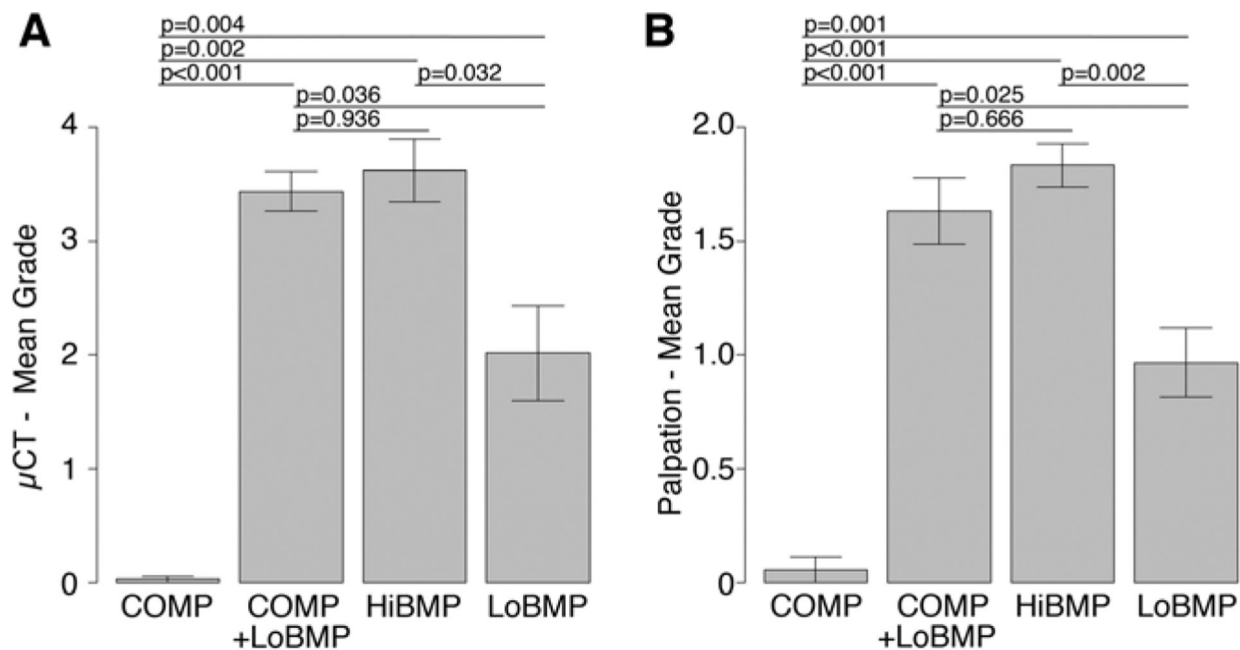 A
p=0.004
p=0.002
p<0.001
p=0.032
p=0.036
p=0.936
4
3
2
1
0
µCT - Mean Grade
COMP
COMP
+LoBMP
HiBMP
LoBMP
B
p=0.001
p<0.001
p<0.001
p=0.002
p=0.025
p=0.666
2.0
1.5
1.0
0.5
0
Palpation - Mean Grade
COMP
COMP
+LoBMP
HiBMP
LoBMP